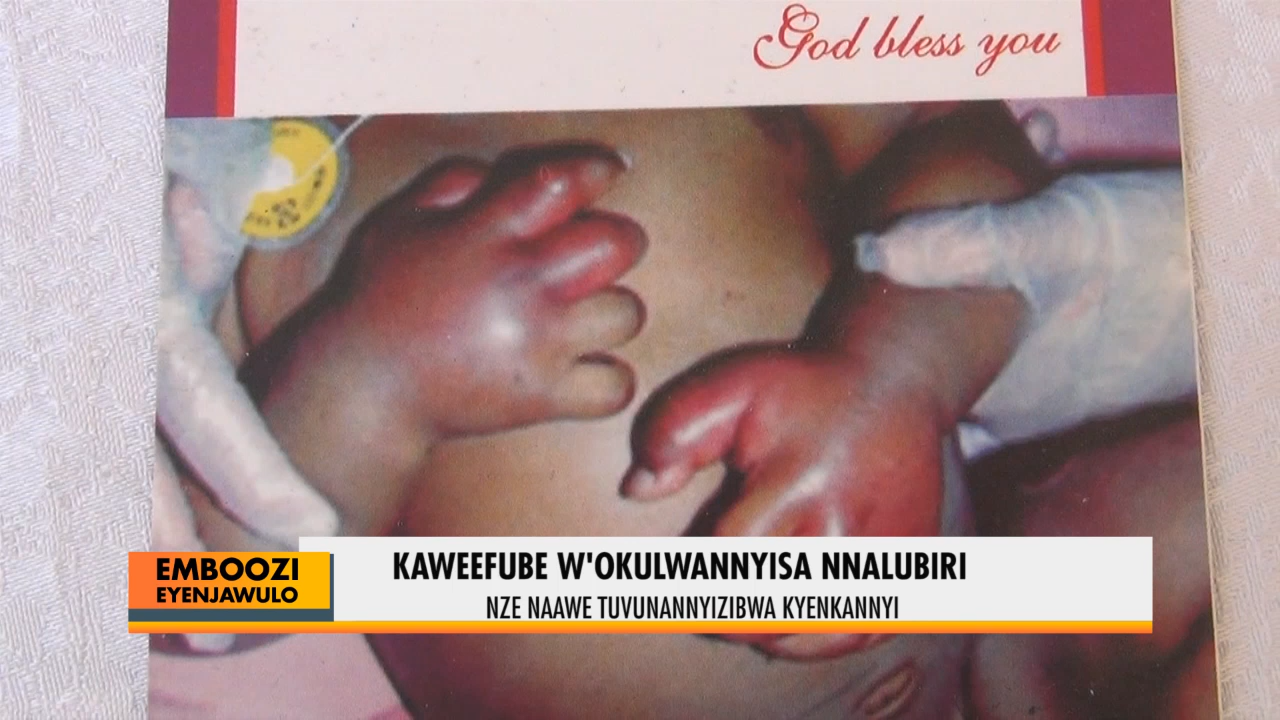 God bless you
KAWEEFUBE W'OKULWANNYISA NNALUBIRI
EMBOOZI
EYENJAWULO
NZE NAAWE TUVUNANNYIZIBWA KYENKANNYI